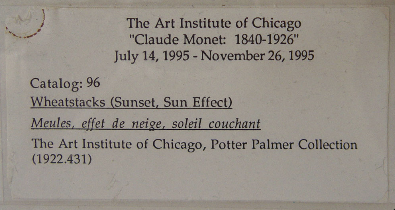 The Art Institute of Chicago
"Claude Monet: 1840-1926"
July 14, 1995 - November 26, 1995
Catalog: 96
Wheatstacks (Sunset, Sun Effect)
Meules, effet de neige, soleil couchant
The Art Institute of Chicago, Potter Palmer Collection
(1922.431)